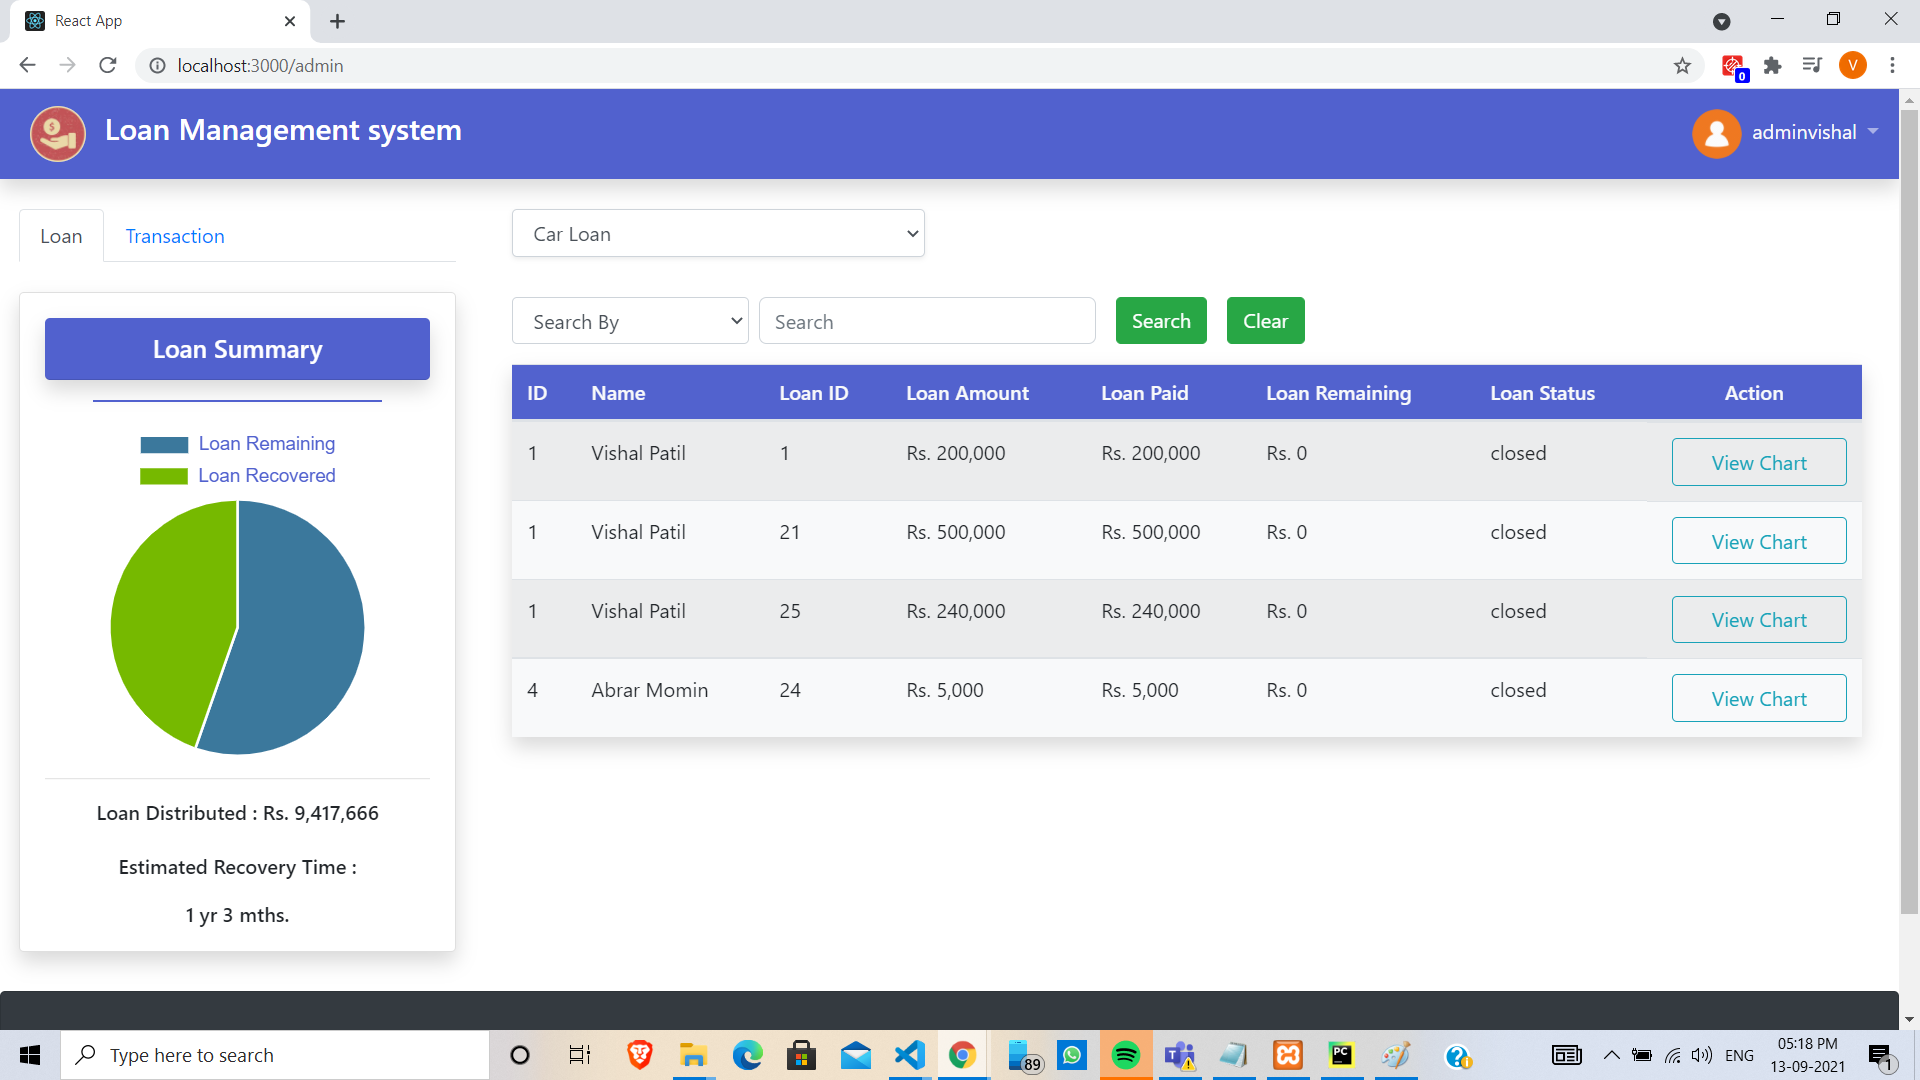 React App
localhost:3000/admin
0
V
Loan Management system
adminvishal
Loan
Transaction
Car Loan
Search By
Search
Search
Clear
Loan Summary
Loan Remaining
Loan Recovered
Loan Distributed : Rs. 9,417,666
Estimated Recovery Time :
1 yr 3 mths.
ID Name Loan ID Loan Amount Loan Paid Loan Remaining Loan Status Action
1 Vishal Patil 1 Rs. 200,000 Rs. 200,000 Rs. 0 closed View Chart
1 Vishal Patil 21 Rs. 500,000 Rs. 500,000 Rs. 0 closed View Chart
1 Vishal Patil 25 Rs. 240,000 Rs. 240,000 Rs. 0 closed View Chart
4 Abrar Momin 24 Rs. 5,000 Rs. 5,000 Rs. 0 closed View Chart
Type here to search
89
PC
ENG
05:18 PM
13-09-2021
1